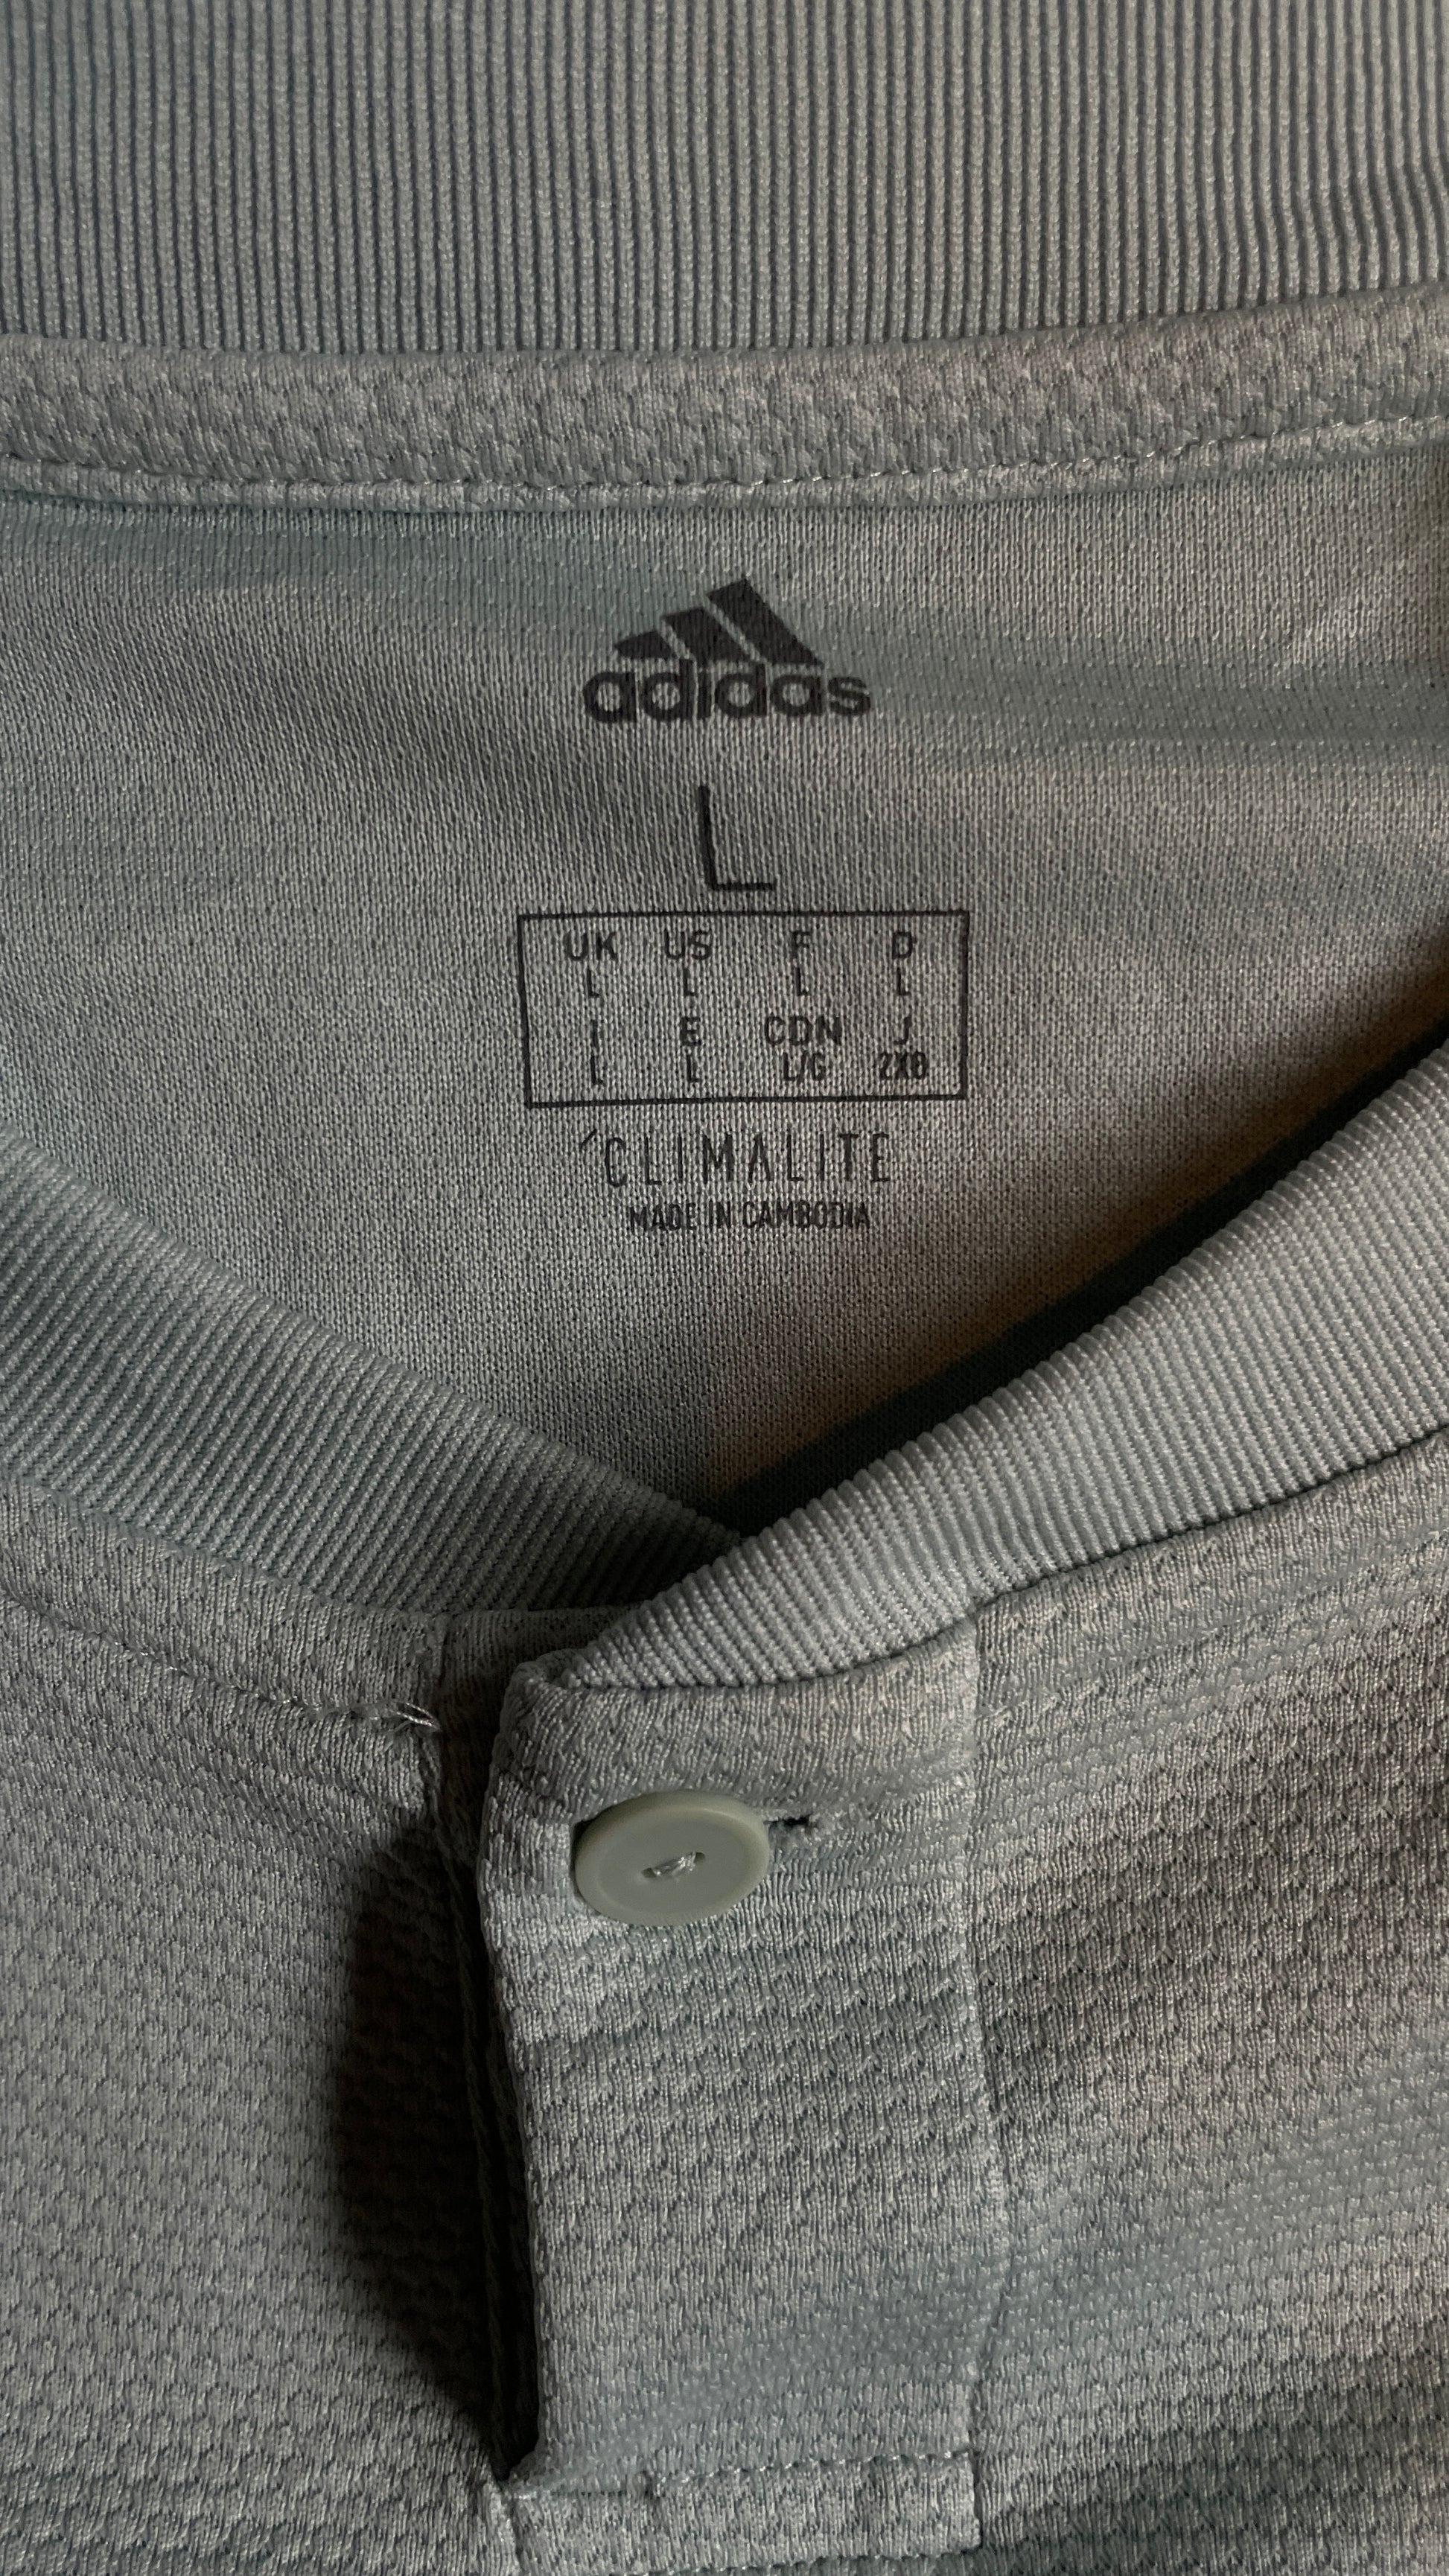 adidas
L
UK US F D
L L L L
I E CDN J
L L L/G 2XO
CLIMALITE
MADE IN CAMBODIA